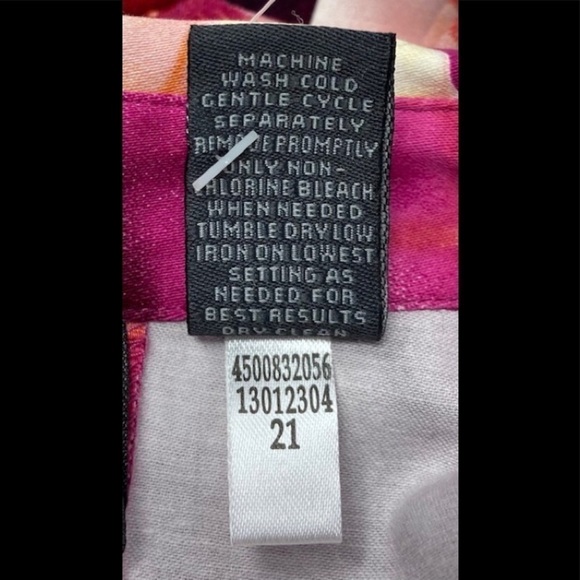 MACHINE
WASH COLD
GENTLE CYCLE
SEPARATELY
REMOVE PROMPTLY
ONLY NON-
CHLORINE BLEACH
WHEN NEEDED
TUMBLE DRY LOW
IRON ON LOWEST
SETTING AS
NEEDED FOR
BEST RESULTS
DRY CLEAN
4500832056
13012304
21